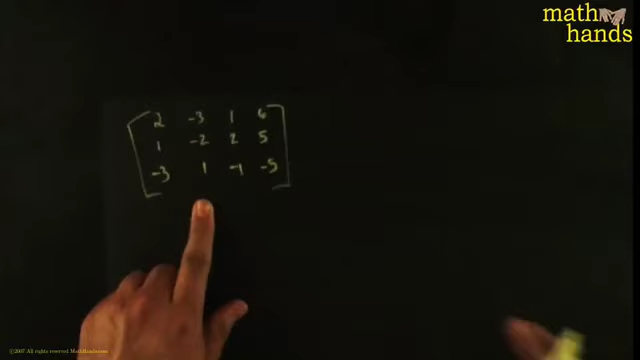 math
hands
2 -3 1 6
1 -2 2 5
-3 1 -1 -5
©2007 All rights reserved MathHands.com